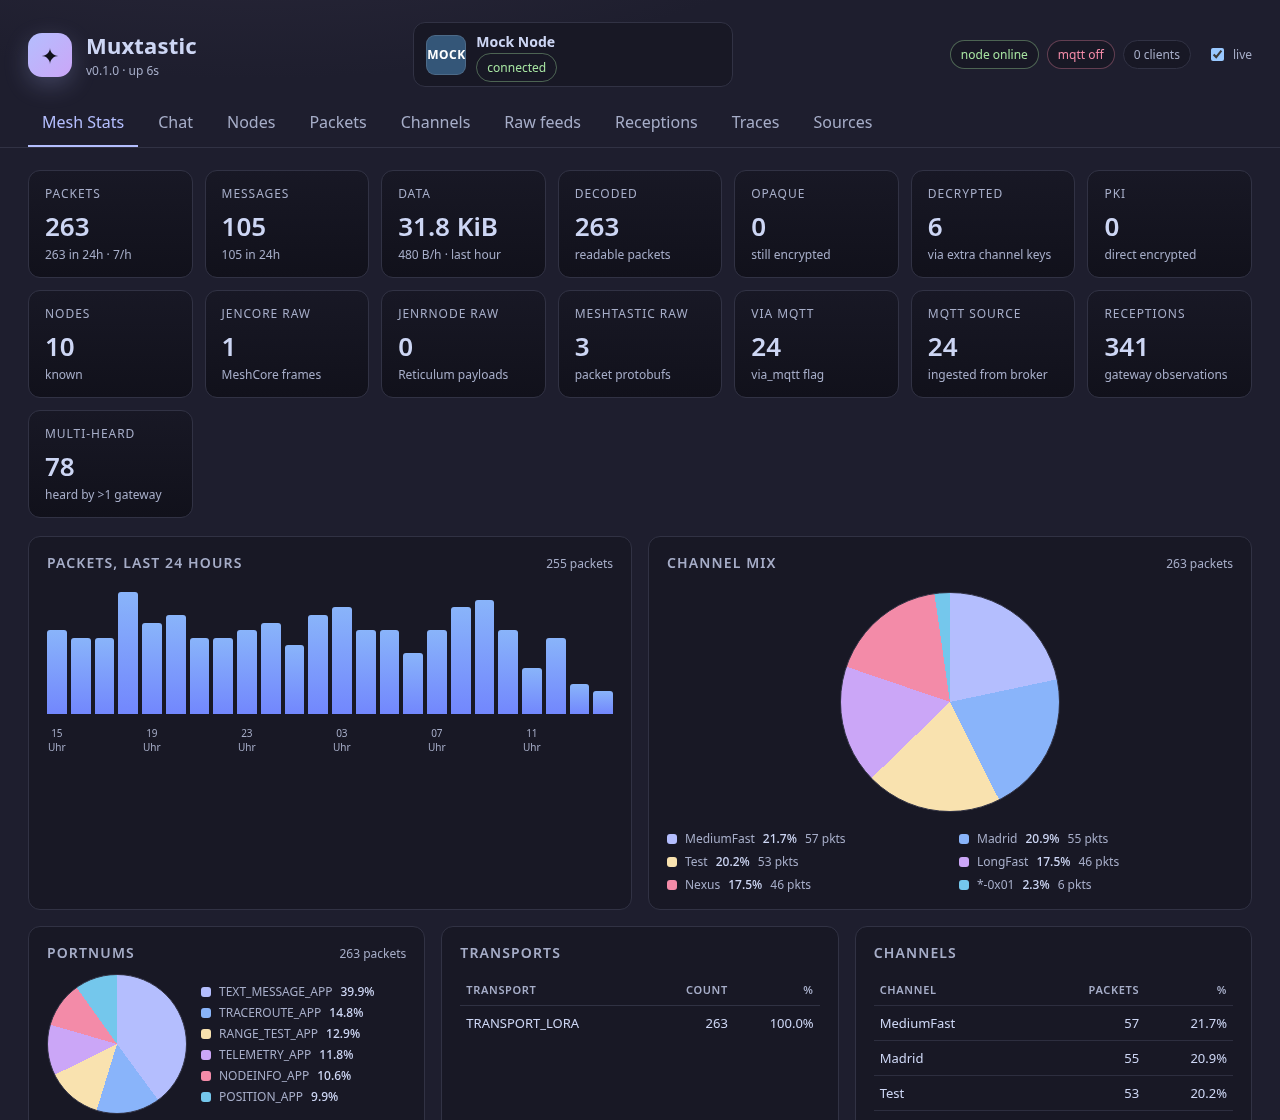 Muxtastic
v0.1.0 · up 6s
MOCK
Mock Node
connected
node online
mqtt off
0 clients
live
Mesh Stats
Chat
Nodes
Packets
Channels
Raw feeds
Receptions
Traces
Sources
PACKETS
263
263 in 24h · 7/h
MESSAGES
105
105 in 24h
DATA
31.8 KiB
480 B/h · last hour
DECODED
263
readable packets
OPAQUE
0
still encrypted
DECRYPTED
6
via extra channel keys
PKI
0
direct encrypted
NODES
10
known
JENCORE RAW
1
MeshCore frames
JENRNODE RAW
0
Reticulum payloads
MESHTASTIC RAW
3
packet protobufs
VIA MQTT
24
via_mqtt flag
MQTT SOURCE
24
ingested from broker
RECEPTIONS
341
gateway observations
MULTI-HEARD
78
heard by >1 gateway
PACKETS, LAST 24 HOURS
255 packets
15 Uhr
19 Uhr
23 Uhr
03 Uhr
07 Uhr
11 Uhr
CHANNEL MIX
263 packets
MediumFast 21.7% 57 pkts
Madrid 20.9% 55 pkts
Test 20.2% 53 pkts
LongFast 17.5% 46 pkts
Nexus 17.5% 46 pkts
*-0x01 2.3% 6 pkts
PORTNUMS
263 packets
TEXT_MESSAGE_APP 39.9%
TRACEROUTE_APP 14.8%
RANGE_TEST_APP 12.9%
TELEMETRY_APP 11.8%
NODEINFO_APP 10.6%
POSITION_APP 9.9%
TRANSPORTS
TRANSPORT COUNT %
TRANSPORT_LORA 263 100.0%
CHANNELS
CHANNEL PACKETS %
MediumFast 57 21.7%
Madrid 55 20.9%
Test 53 20.2%